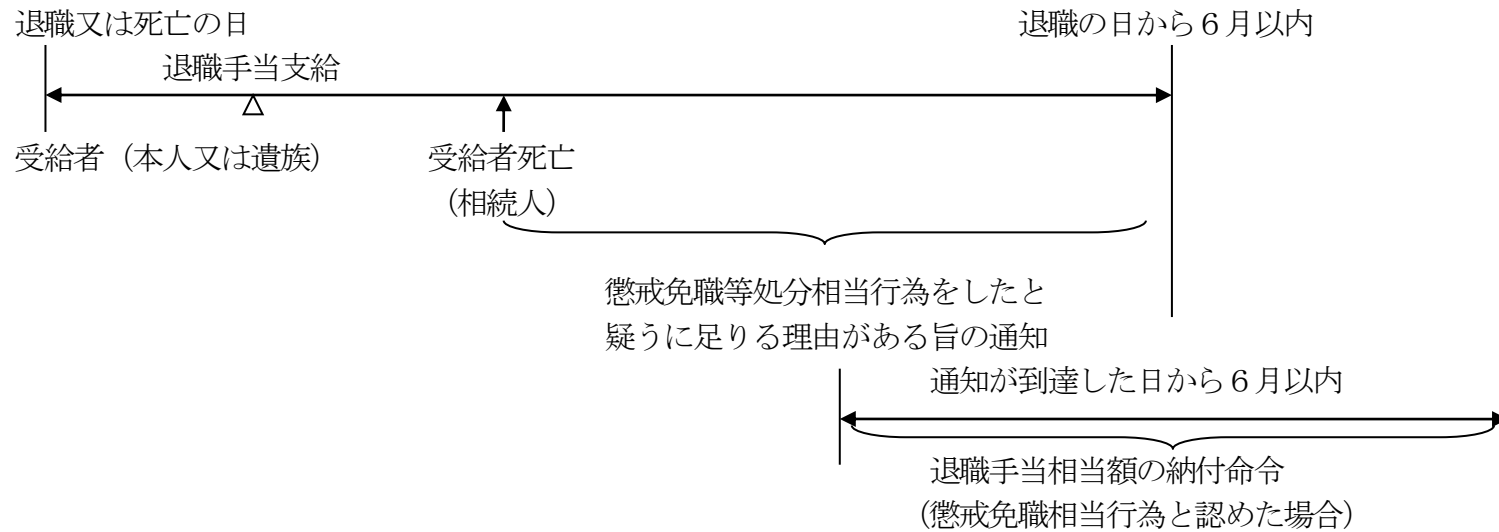 退職又は死亡の日
退職の日から６月以内
退職手当支給
受給者（本人又は遺族）
受給者死亡
（相続人）
懲戒免職等処分相当行為をしたと
疑うに足りる理由がある旨の通知
通知が到達した日から６月以内
退職手当相当額の納付命令
（懲戒免職相当行為と認めた場合）